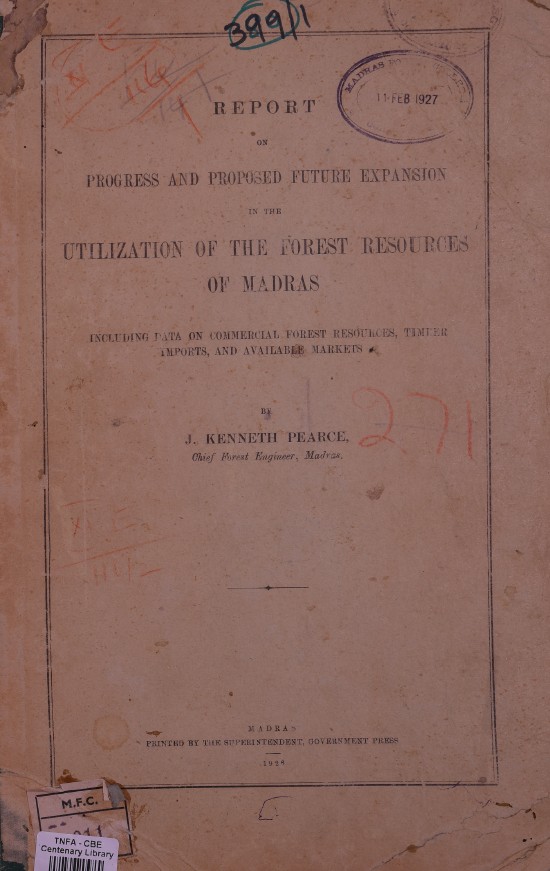 399/1
REPORT
ON
PROGRESS AND PROPOSED FUTURE EXPANSION
IN THE
UTILIZATION OF THE FOREST RESOURCES
OF MADRAS
INCLUDING DATA ON COMMERCIAL FOREST RESOURCES, TIMBER
IMPORTS, AND AVAILABLE MARKETS
BY
J. KENNETH PEARCE,
Chief Forest Engineer, Madras.
MADRAS
11 FEB 1927
271
MADRAS
PRINTED BY THE SUPERINTENDENT, GOVERNMENT PRESS
M.F.C.
TNFA - CBE
Centenary Library